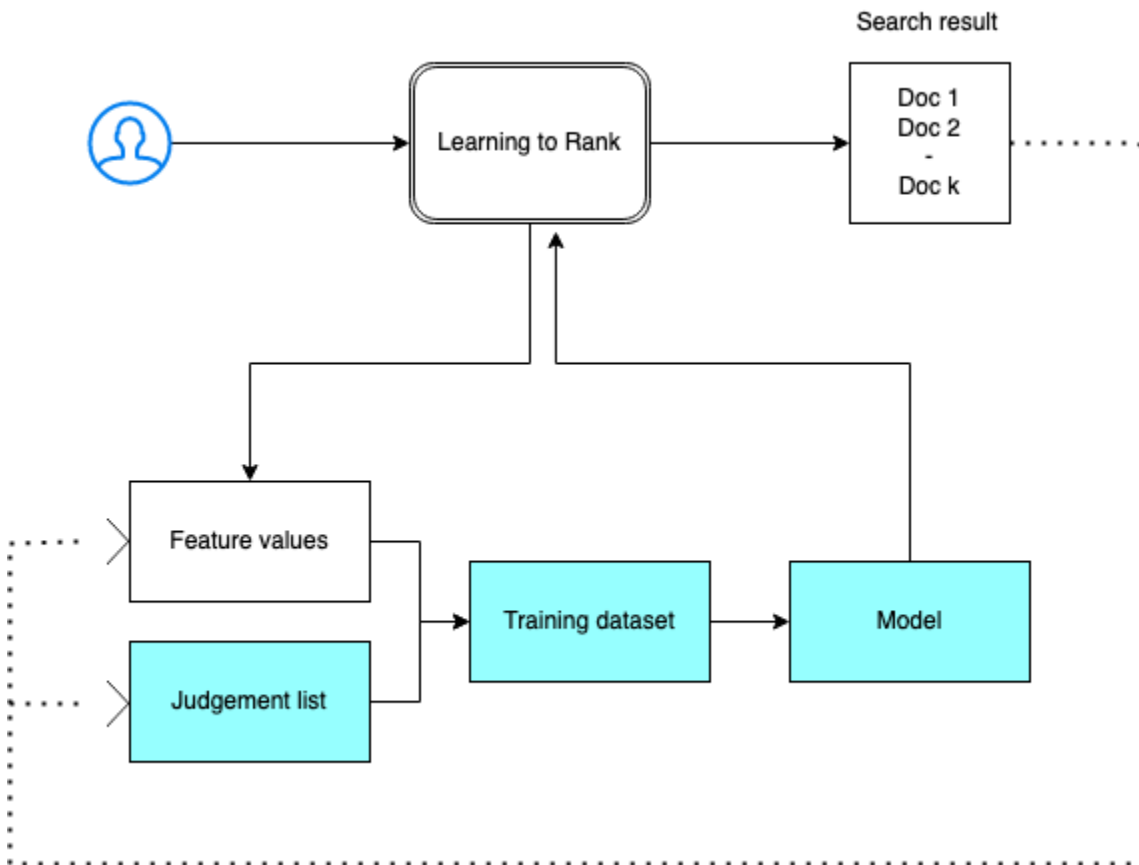 Search result
Learning to Rank
Doc 1
Doc 2
-
Doc k
Feature values
Training dataset
Model
Judgement list